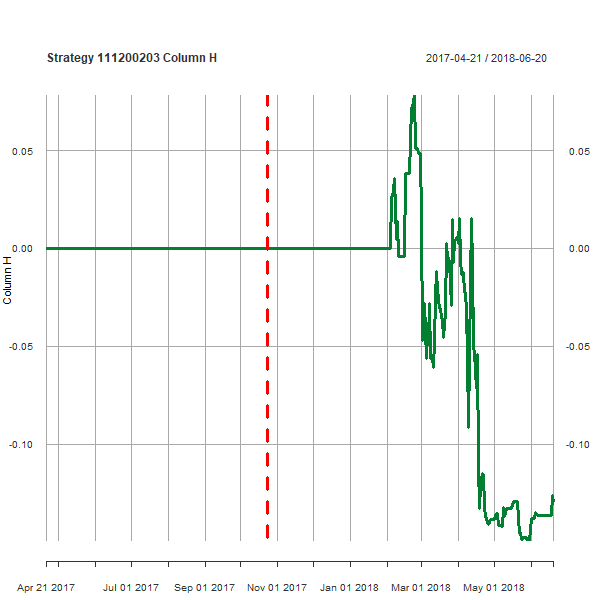 Strategy 111200203 Column H
2017-04-21 / 2018-06-20
0.05 0.05
0.00 0.00
-0.05 -0.05
-0.10 -0.10
Column H
Apr 21 2017 Jul 01 2017 Sep 01 2017 Nov 01 2017 Jan 01 2018 Mar 01 2018 May 01 2018